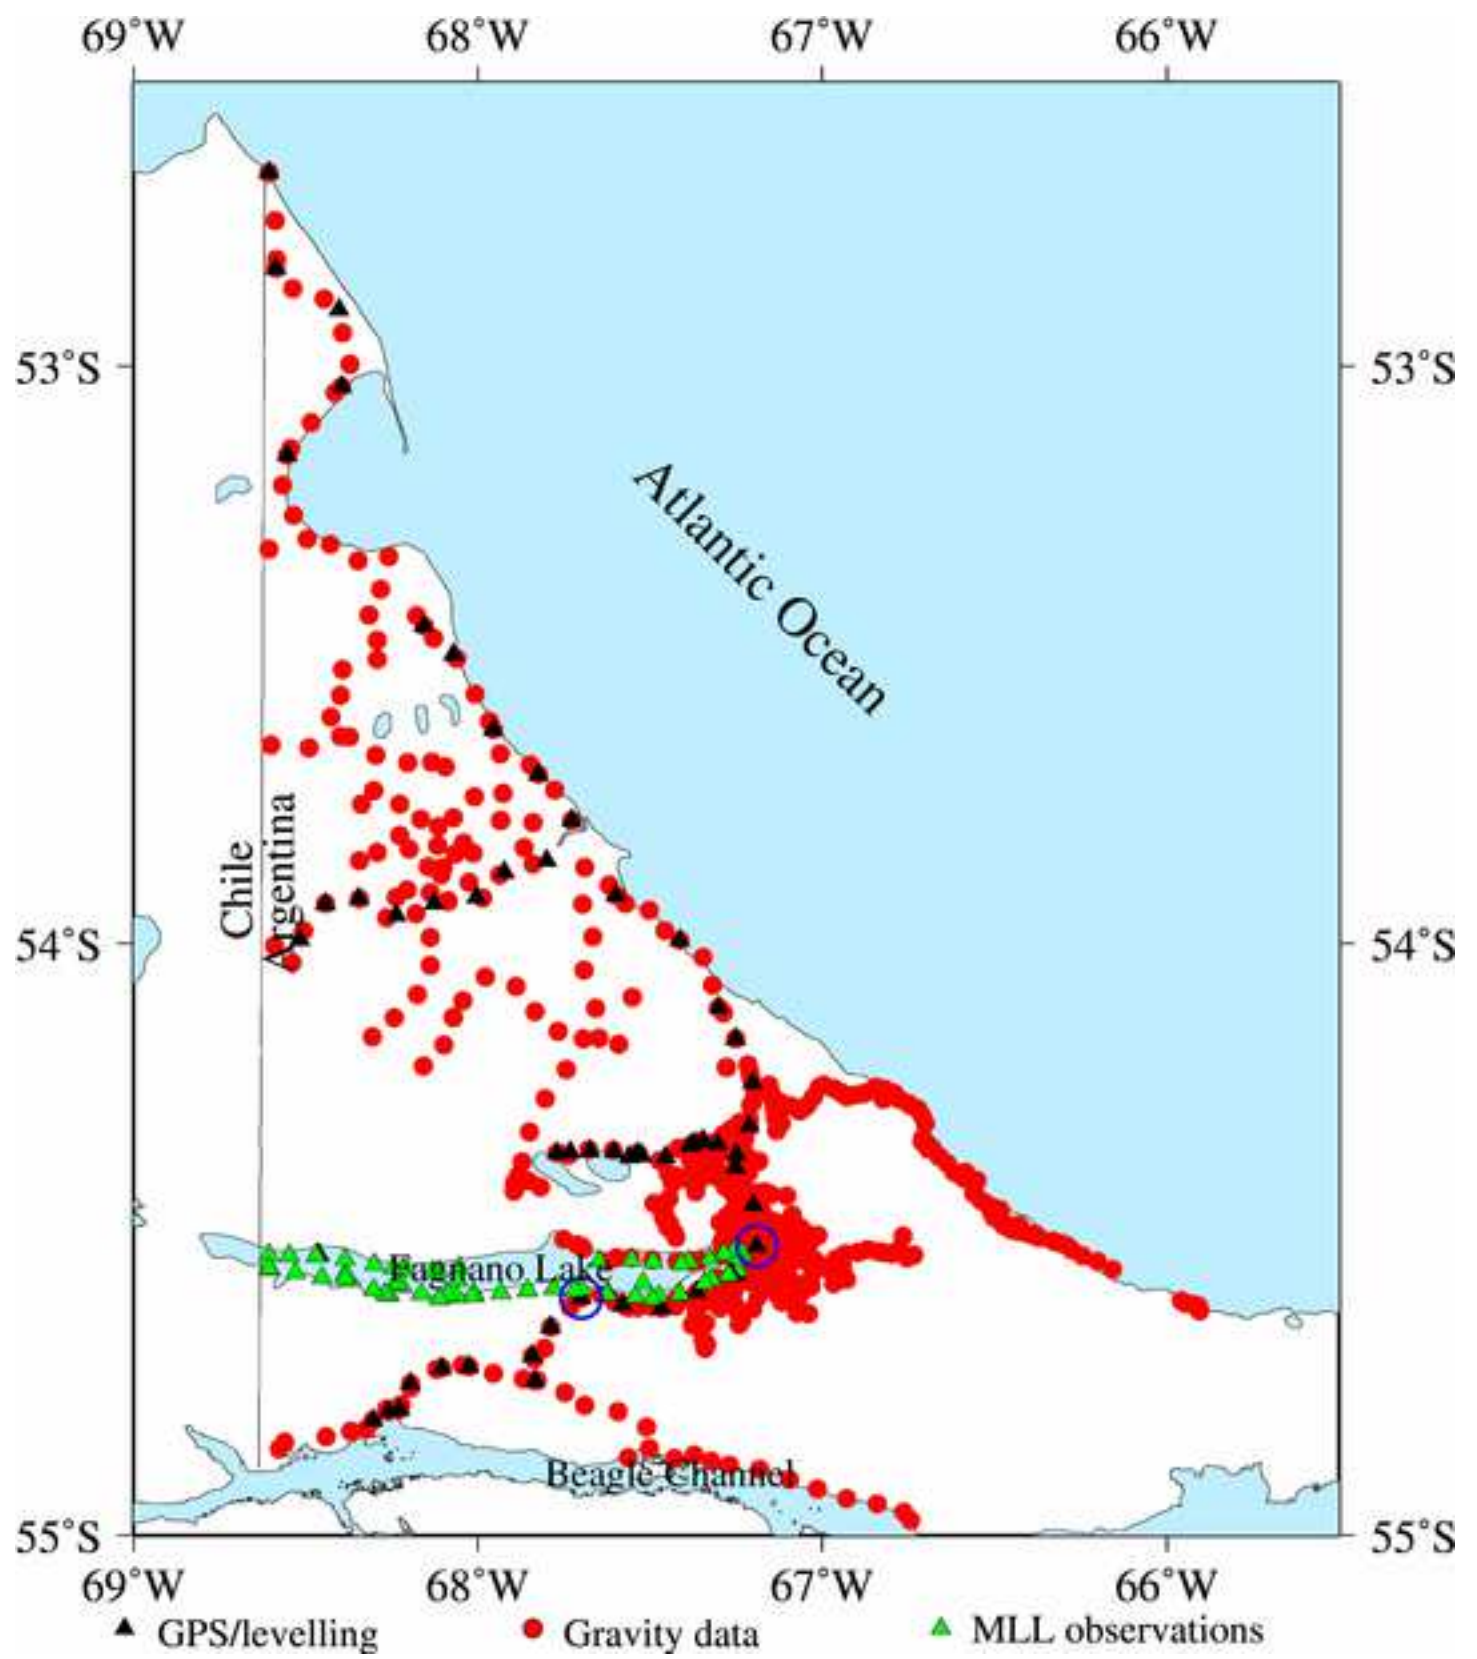 69°W 68°W 67°W 66°W
53°S 53°S
Atlantic Ocean
Chile
Argentina
54°S 54°S
Fagnano Lake
Beagle Channel
55°S 55°S
69°W 68°W 67°W 66°W
GPS/levelling Gravity data MLL observations